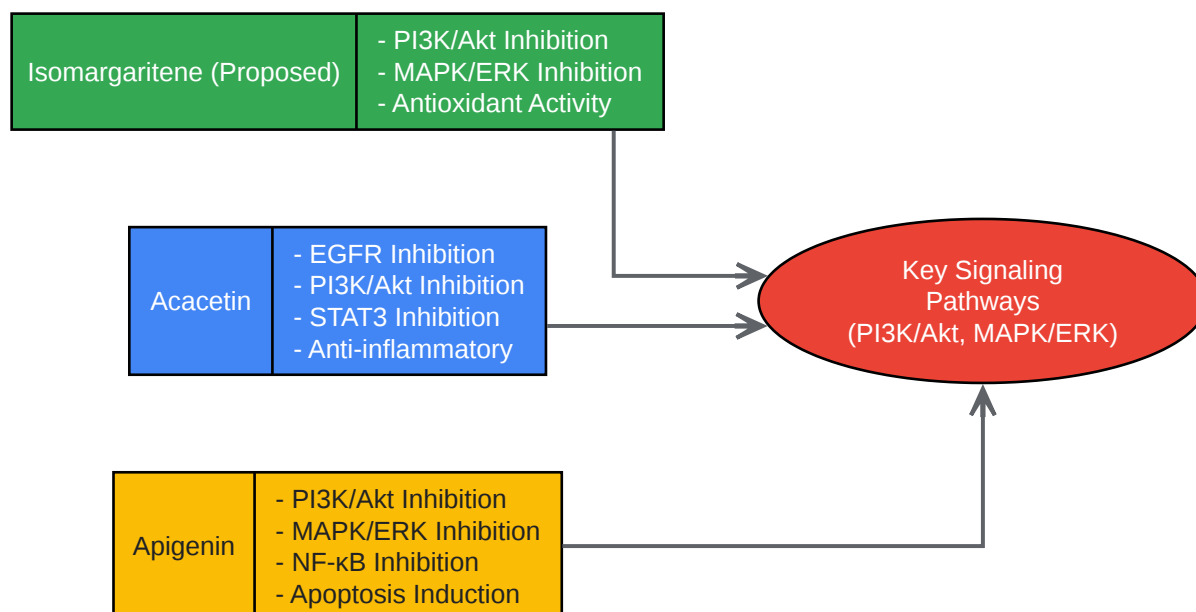 Isomargaritene (Proposed)
- PI3K/Akt Inhibition
- MAPK/ERK Inhibition
- Antioxidant Activity
Acacetin
- EGFR Inhibition
- PI3K/Akt Inhibition
- STAT3 Inhibition
- Anti-inflammatory
Key Signaling
Pathways
(PI3K/Akt, MAPK/ERK)
Apigenin
- PI3K/Akt Inhibition
- MAPK/ERK Inhibition
- NF-κB Inhibition
- Apoptosis Induction